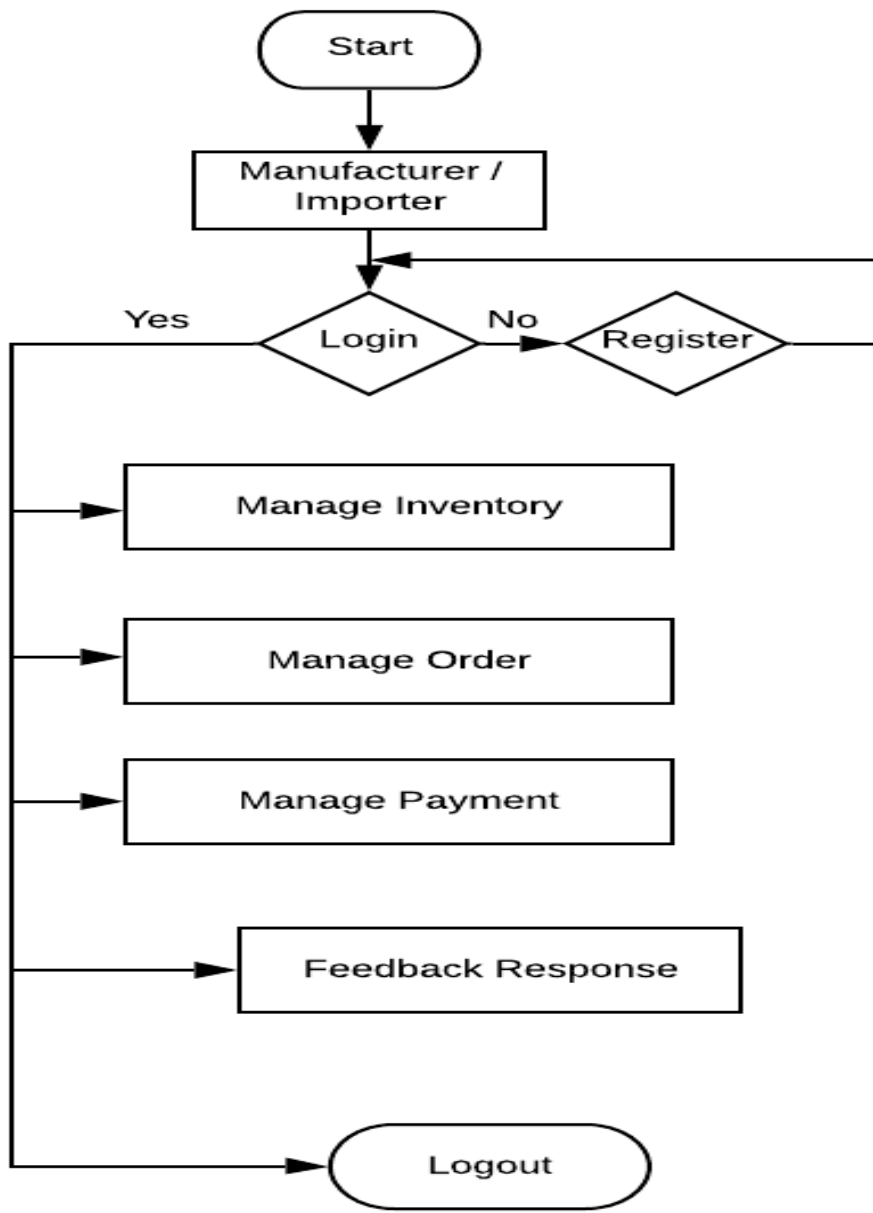 Start
Manufacturer /
Importer
Yes
Login
No
Register
Manage Inventory
Manage Order
Manage Payment
Feedback Response
Logout